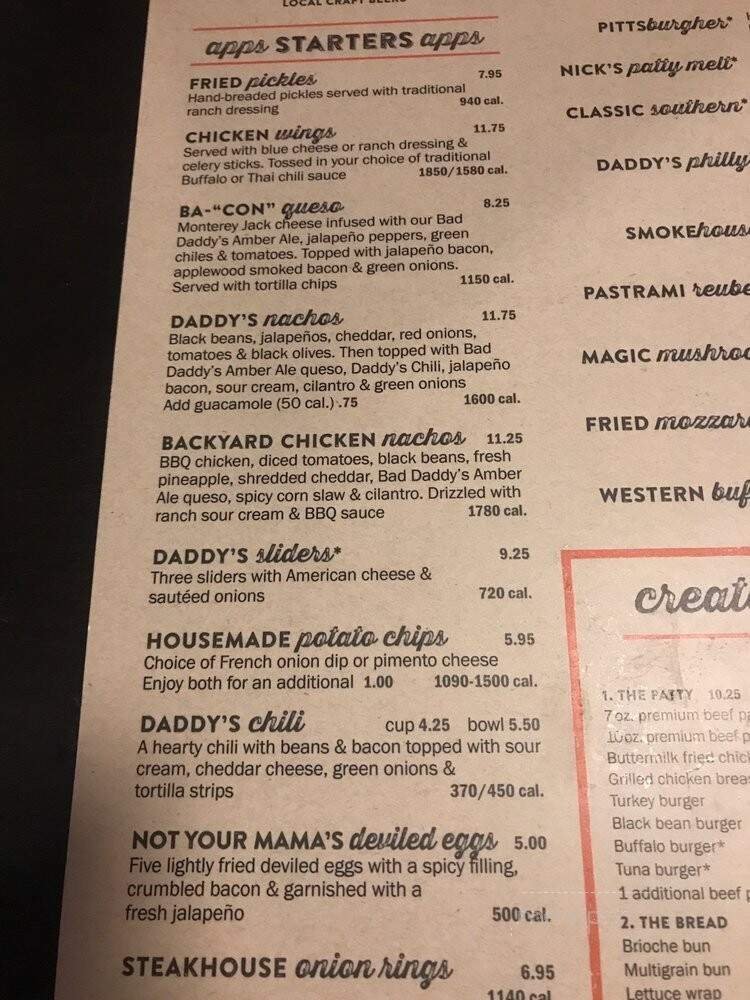 LOCAL CRAFT BEERS
apps STARTERS apps
FRIED pickles 7.95
Hand-breaded pickles served with traditional
ranch dressing 940 cal.
CHICKEN wings 11.75
Served with blue cheese or ranch dressing &
celery sticks. Tossed in your choice of traditional
Buffalo or Thai chili sauce 1850/1580 cal.
BA-“CON” queso 8.25
Monterey Jack cheese infused with our Bad
Daddy's Amber Ale, jalapeño peppers, green
chiles & tomatoes. Topped with jalapeño bacon,
applewood smoked bacon & green onions.
Served with tortilla chips 1150 cal.
DADDY'S nachos 11.75
Black beans, jalapeños, cheddar, red onions,
tomatoes & black olives. Then topped with Bad
Daddy's Amber Ale queso, Daddy's Chili, jalapeño
bacon, sour cream, cilantro & green onions
Add guacamole (50 cal.) .75 1600 cal.
BACKYARD CHICKEN nachos 11.25
BBQ chicken, diced tomatoes, black beans, fresh
pineapple, shredded cheddar, Bad Daddy's Amber
Ale queso, spicy corn slaw & cilantro. Drizzled with
ranch sour cream & BBQ sauce 1780 cal.
DADDY'S sliders* 9.25
Three sliders with American cheese &
sautéed onions 720 cal.
HOUSEMADE potato chips 5.95
Choice of French onion dip or pimento cheese
Enjoy both for an additional 1.00 1090-1500 cal.
DADDY'S chili cup 4.25 bowl 5.50
A hearty chili with beans & bacon topped with sour
cream, cheddar cheese, green onions &
tortilla strips 370/450 cal.
NOT YOUR MAMA'S deviled eggs 5.00
Five lightly fried deviled eggs with a spicy filling,
crumbled bacon & garnished with a
fresh jalapeño 500 cal.
STEAKHOUSE onion rings 6.95
1140 cal.
PITTSburgher*
NICK'S patty melt*
CLASSIC southern*
DADDY'S philly
SMOKEhous
PASTRAMI reube
MAGIC mushroo
FRIED mozzar
WESTERN buf
creat
1. THE PATTY 10.25
7 oz. premium beef p
10 oz. premium beef p
Buttermilk fried chic
Grilled chicken brea
Turkey burger
Black bean burger
Buffalo burger*
Tuna burger*
1 additional beef p
2. THE BREAD
Brioche bun
Multigrain bun
Lettuce wrap